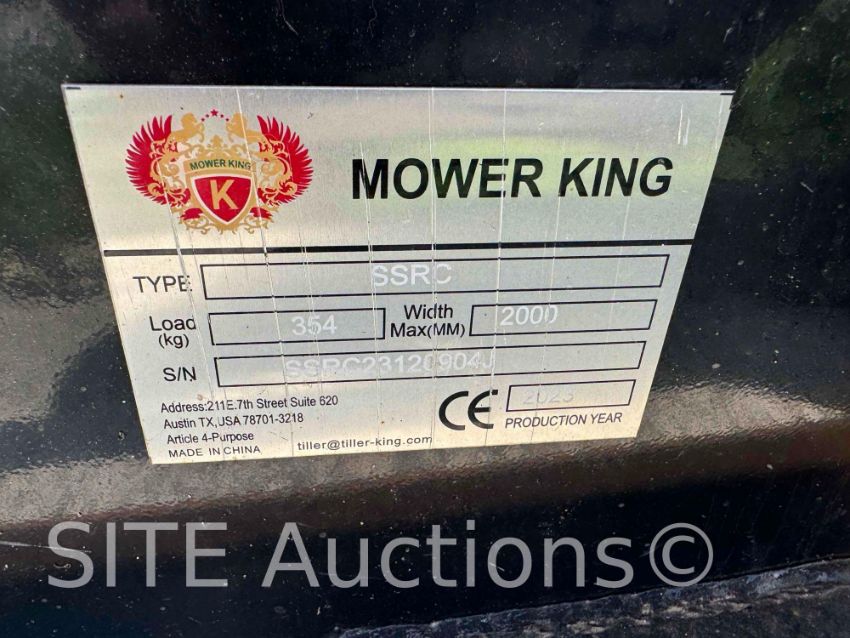 MOWER KING
K
MOWER KING
TYPE SSRC
Load (kg) 354 Width Max(MM) 2000
S/N SSRC23120904J
Address:211E.7th Street Suite 620
Austin TX,USA 78701-3218
Article 4-Purpose
MADE IN CHINA
tiller@tiller-king.com
CE
2023
PRODUCTION YEAR
SITE Auctions©